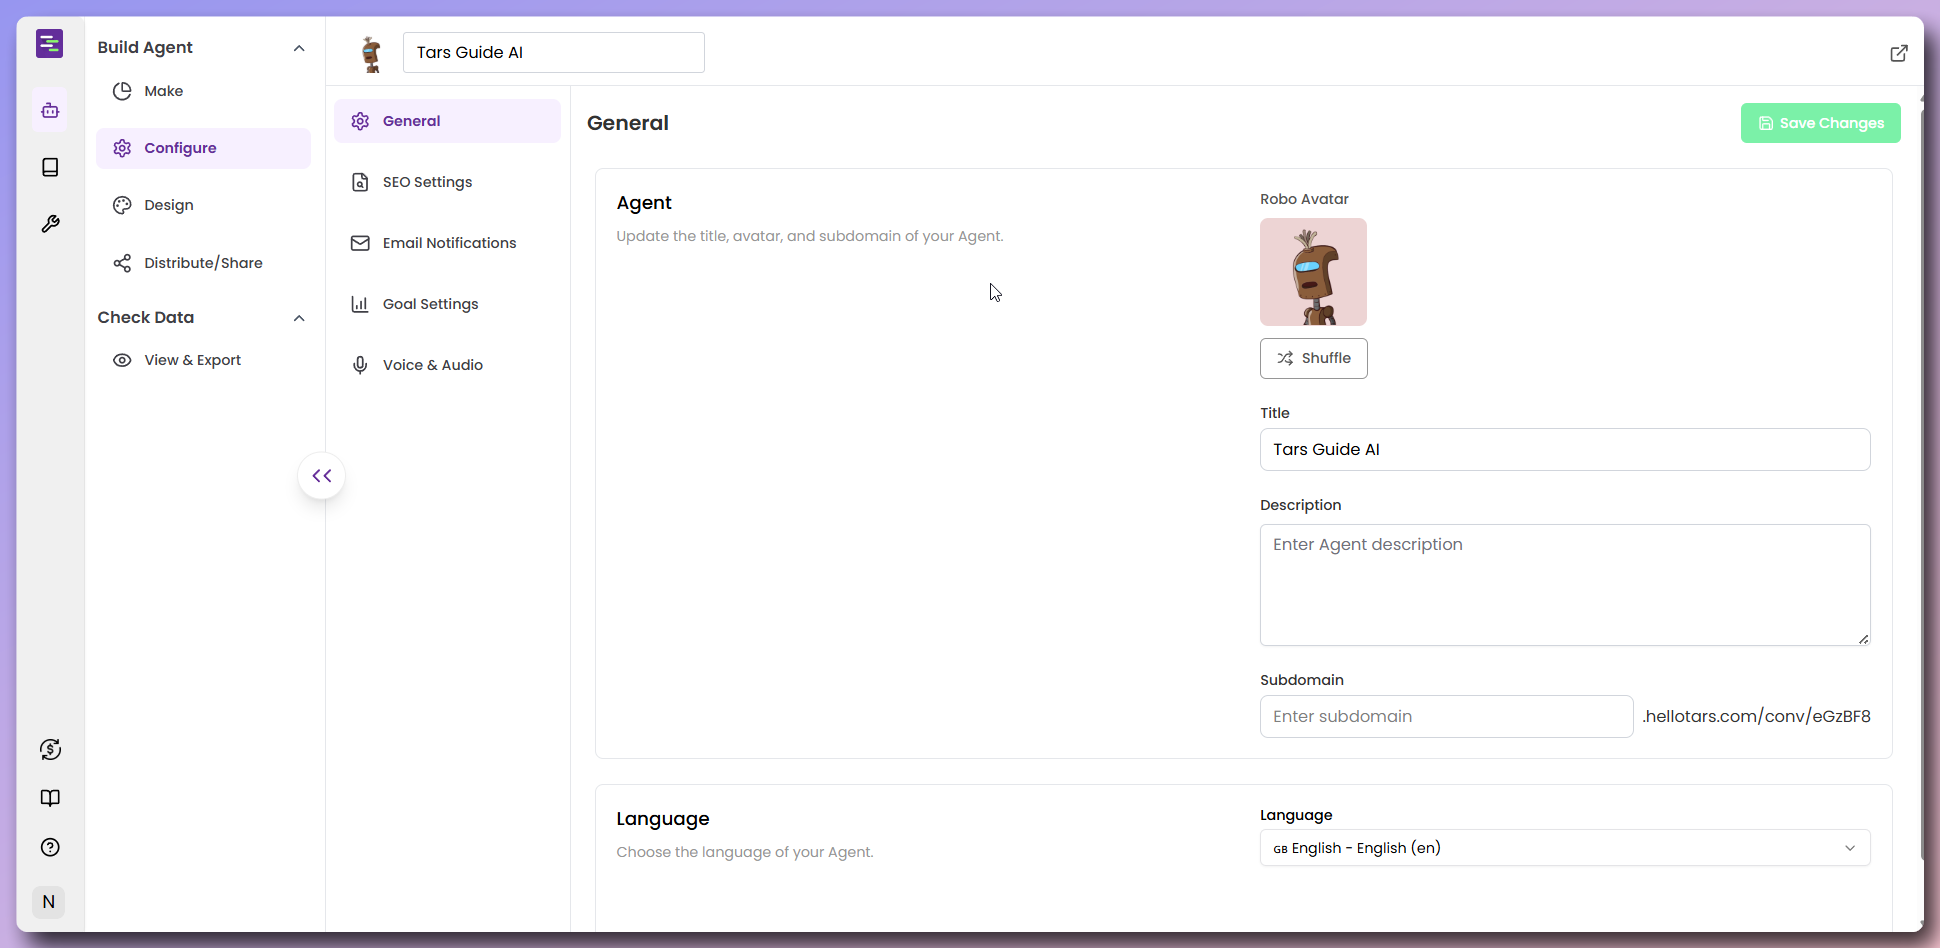 Build Agent
Make
Configure
Design
Distribute/Share
Check Data
View & Export
N
Tars Guide AI
General
SEO Settings
Email Notifications
Goal Settings
Voice & Audio
General
Save Changes
Agent
Update the title, avatar, and subdomain of your Agent.
Robo Avatar
Shuffle
Title
Tars Guide AI
Description
Enter Agent description
Subdomain
Enter subdomain .hellotars.com/conv/eGzBF8
Language
Choose the language of your Agent.
Language
GB English - English (en)